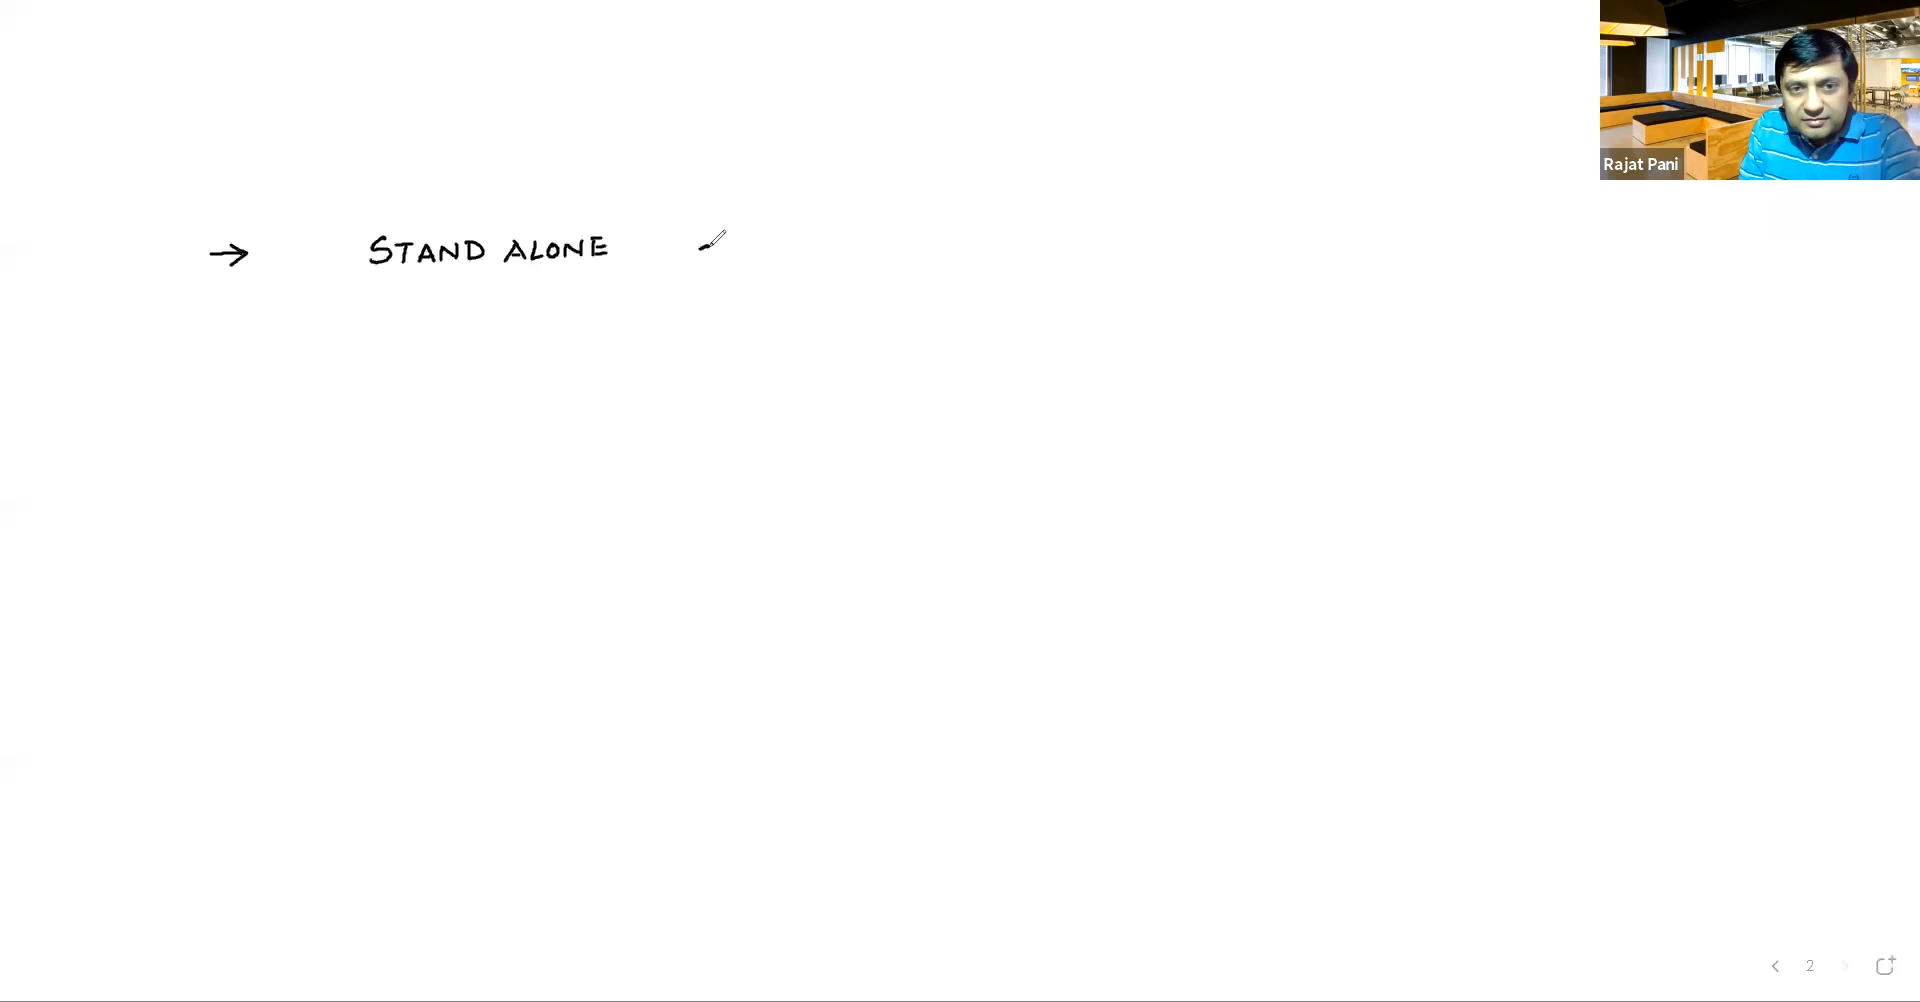 Rajat Pani
→ STAND ALONE
2